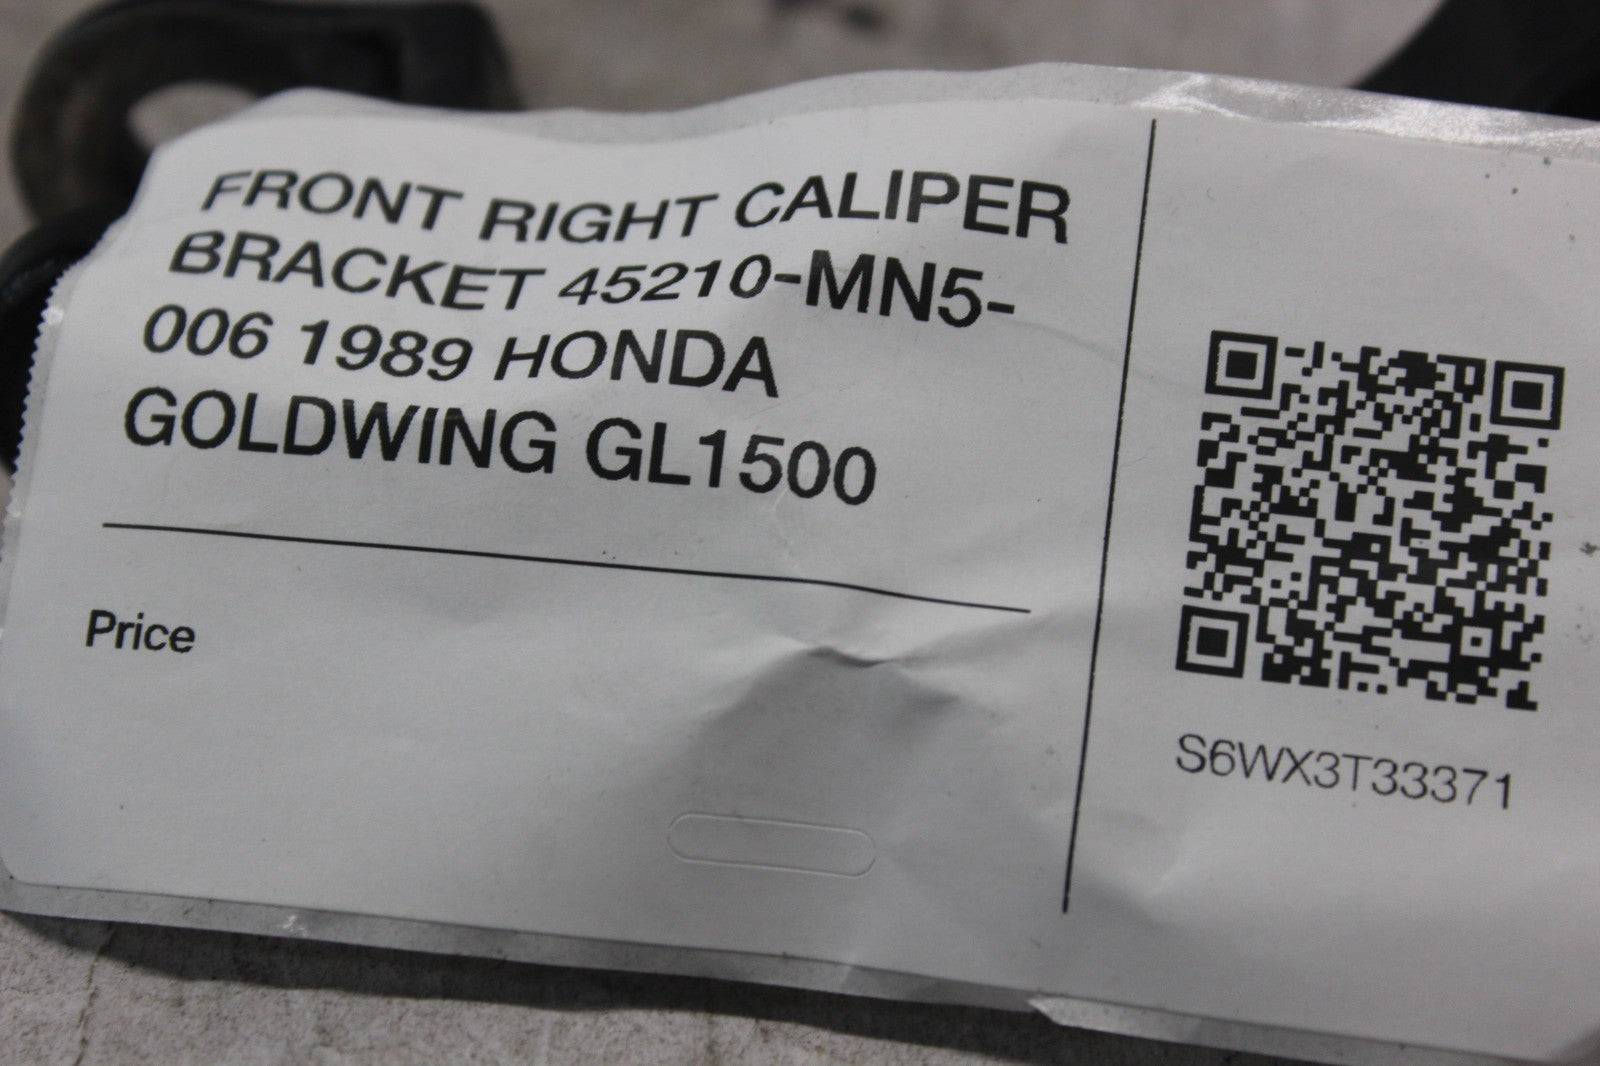 FRONT RIGHT CALIPER
BRACKET 45210-MN5-
006 1989 HONDA
GOLDWING GL1500
Price
S6WX3T33371